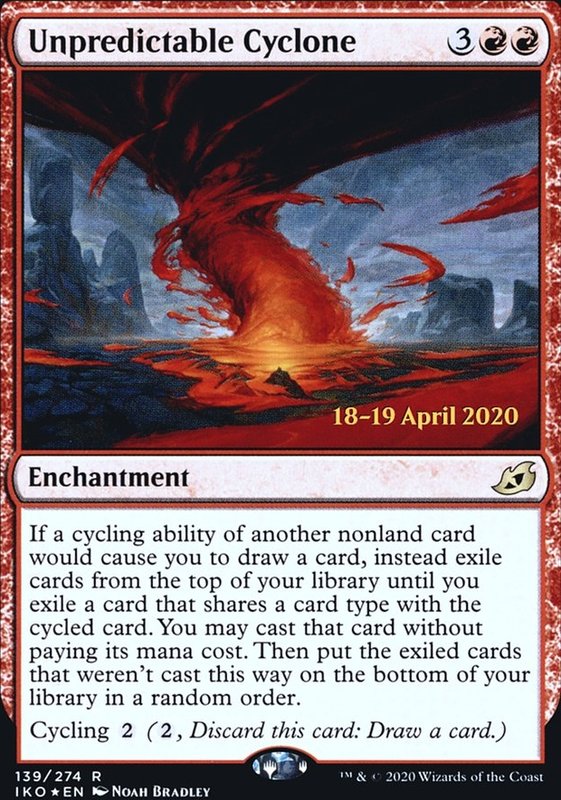 Unpredictable Cyclone 3
18-19 April 2020
Enchantment
If a cycling ability of another nonland card
would cause you to draw a card, instead exile
cards from the top of your library until you
exile a card that shares a card type with the
cycled card. You may cast that card without
paying its mana cost. Then put the exiled cards
that weren't cast this way on the bottom of your
library in a random order.
Cycling 2 (2, Discard this card: Draw a card.)
139/274 R
IKO★EN NOAH BRADLEY
™ & © 2020 Wizards of the Coast